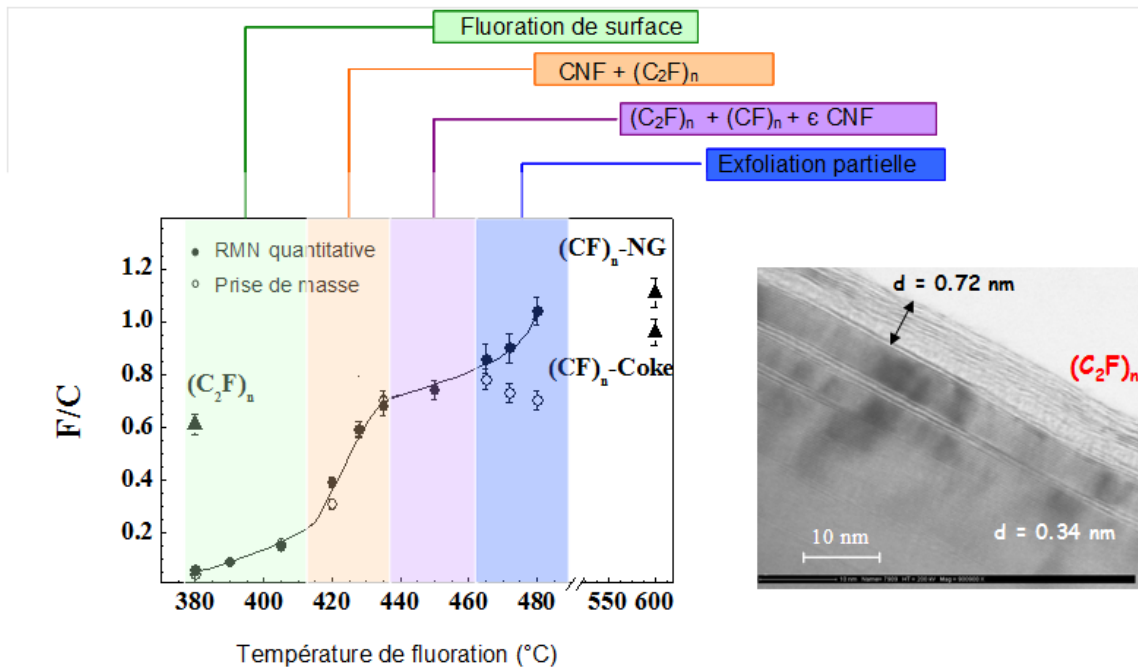 Fluoration de surface
CNF + (C₂F)ₙ
(C₂F)ₙ + (CF)ₙ + ϵ CNF
Exfoliation partielle
RMN quantitative
Prise de masse
(CF)ₙ-NG
(CF)ₙ-Coke
(C₂F)ₙ
F/C
1.2
1.0
0.8
0.6
0.4
0.2
380 400 420 440 460 480 550 600
Température de fluoration (°C)
d = 0.72 nm
(C₂F)ₙ
d = 0.34 nm
10 nm